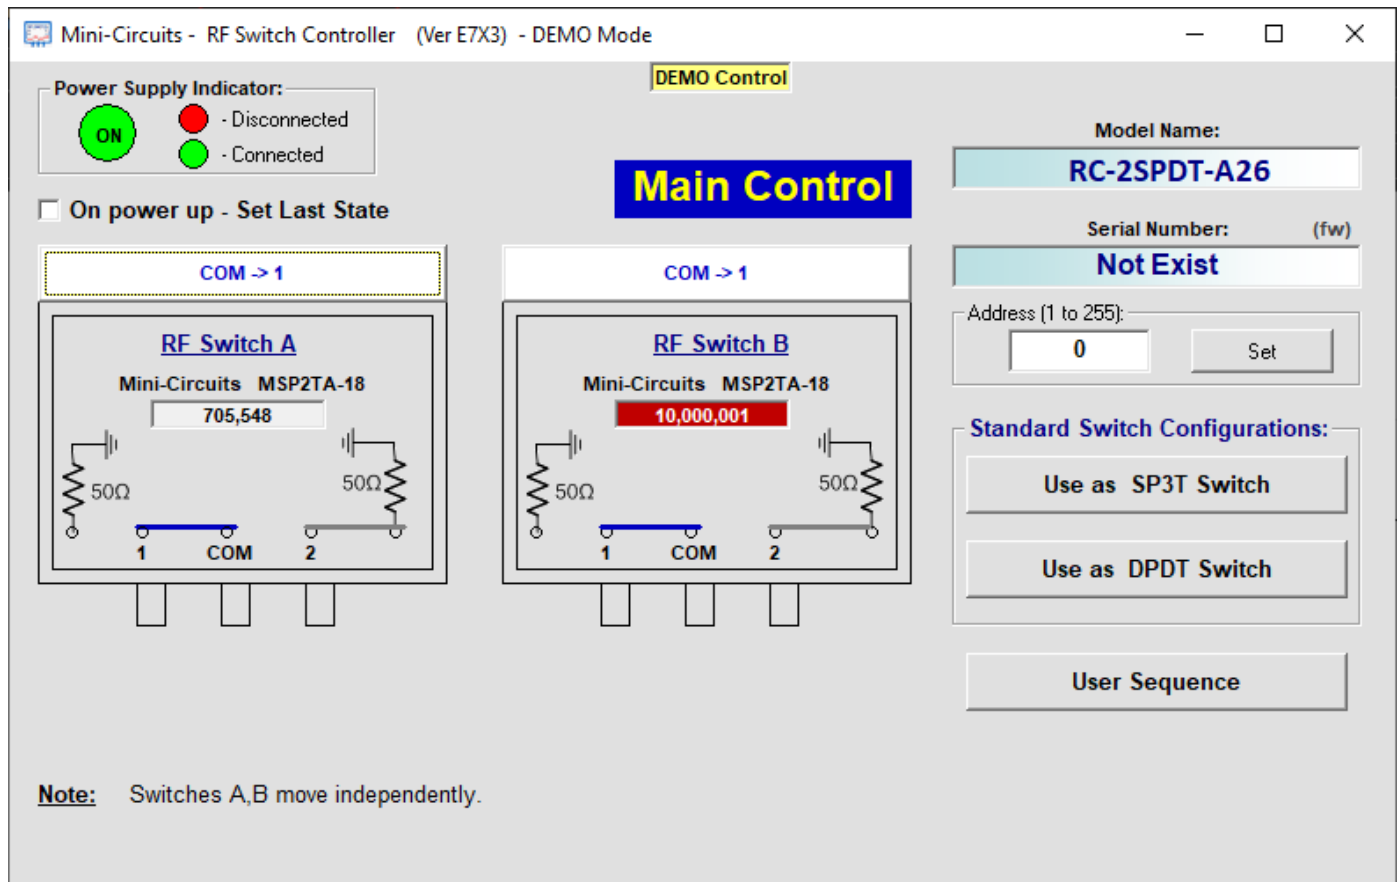 Mini-Circuits - RF Switch Controller (Ver E7X3) - DEMO Mode
DEMO Control
Power Supply Indicator:
ON
- Disconnected
- Connected
On power up - Set Last State
Main Control
Model Name:
RC-2SPDT-A26
Serial Number: (fw)
Not Exist
Address (1 to 255):
0 Set
COM -> 1
RF Switch A
Mini-Circuits MSP2TA-18
705,548
50Ω 50Ω
1 COM 2
COM -> 1
RF Switch B
Mini-Circuits MSP2TA-18
10,000,001
50Ω 50Ω
1 COM 2
Standard Switch Configurations:
Use as SP3T Switch
Use as DPDT Switch
User Sequence
Note: Switches A,B move independently.